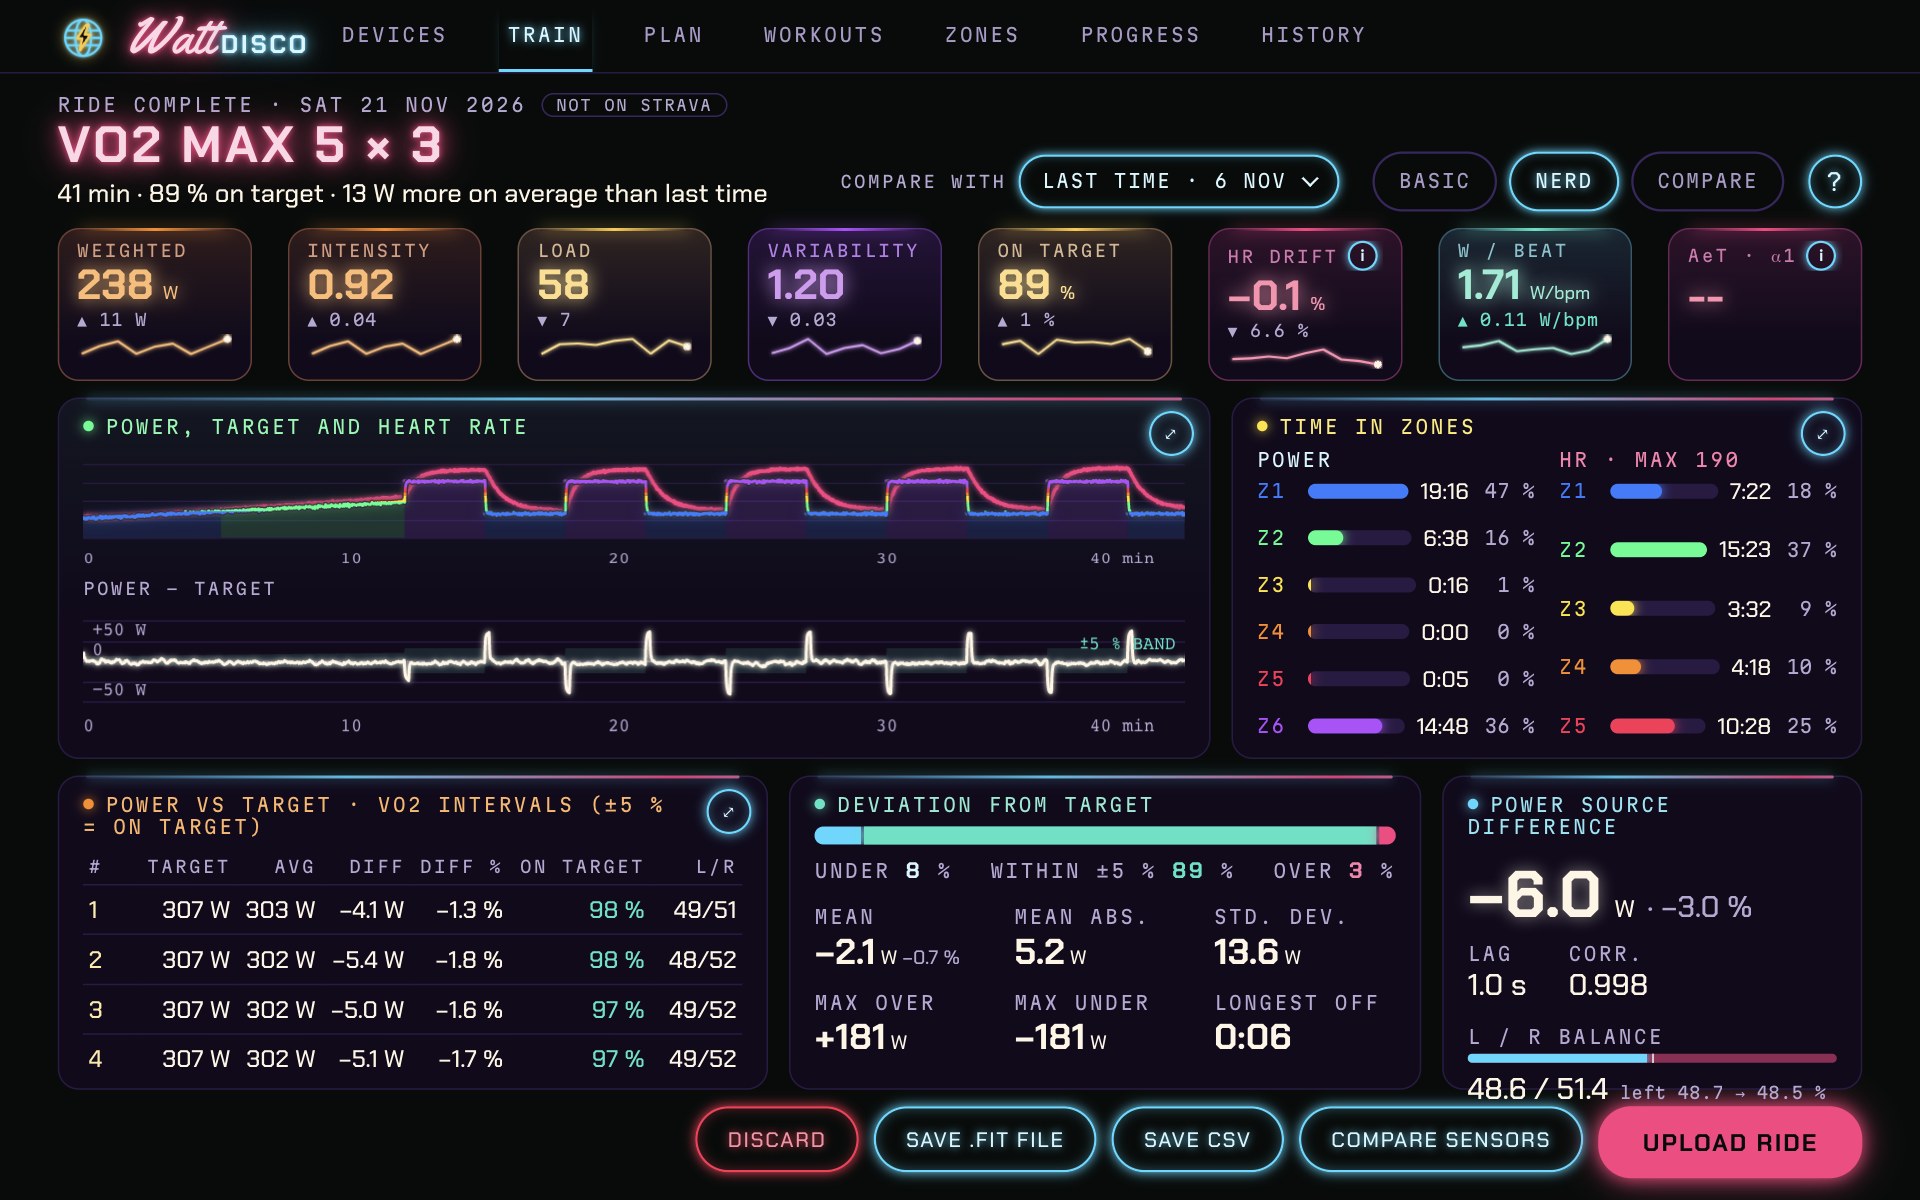 WattDISCO DEVICES TRAIN PLAN WORKOUTS ZONES PROGRESS HISTORY
RIDE COMPLETE · SAT 21 NOV 2026 NOT ON STRAVA
VO2 MAX 5 × 3
41 min · 89 % on target · 13 W more on average than last time
COMPARE WITH LAST TIME · 6 NOV BASIC NERD COMPARE ?
WEIGHTED
238 W
▲ 11 W
INTENSITY
0.92
▲ 0.04
LOAD
58
▼ 7
VARIABILITY
1.20
▼ 0.03
ON TARGET
89 %
▲ 1 %
HR DRIFT i
−0.1 %
▼ 6.6 %
W / BEAT
1.71 W/bpm
▲ 0.11 W/bpm
AeT · α1 i
--
POWER, TARGET AND HEART RATE
0 10 20 30 40 min
POWER − TARGET
+50 W
0
−50 W
±5 % BAND
0 10 20 30 40 min
TIME IN ZONES
POWER
Z1 19:16 47 %
Z2 6:38 16 %
Z3 0:16 1 %
Z4 0:00 0 %
Z5 0:05 0 %
Z6 14:48 36 %
HR · MAX 190
Z1 7:22 18 %
Z2 15:23 37 %
Z3 3:32 9 %
Z4 4:18 10 %
Z5 10:28 25 %
POWER VS TARGET · VO2 INTERVALS (±5 %
= ON TARGET)
# TARGET AVG DIFF DIFF % ON TARGET L/R
1 307 W 303 W −4.1 W −1.3 % 98 % 49/51
2 307 W 302 W −5.4 W −1.8 % 98 % 48/52
3 307 W 302 W −5.0 W −1.6 % 97 % 49/52
4 307 W 302 W −5.1 W −1.7 % 97 % 49/52
DEVIATION FROM TARGET
UNDER 8 % WITHIN ±5 % 89 % OVER 3 %
MEAN MEAN ABS. STD. DEV.
−2.1 W −0.7 % 5.2 W 13.6 W
MAX OVER MAX UNDER LONGEST OFF
+181 W −181 W 0:06
POWER SOURCE
DIFFERENCE
−6.0 W · −3.0 %
LAG CORR.
1.0 s 0.998
L / R BALANCE
48.6 / 51.4 left 48.7 → 48.5 %
DISCARD SAVE .FIT FILE SAVE CSV COMPARE SENSORS UPLOAD RIDE